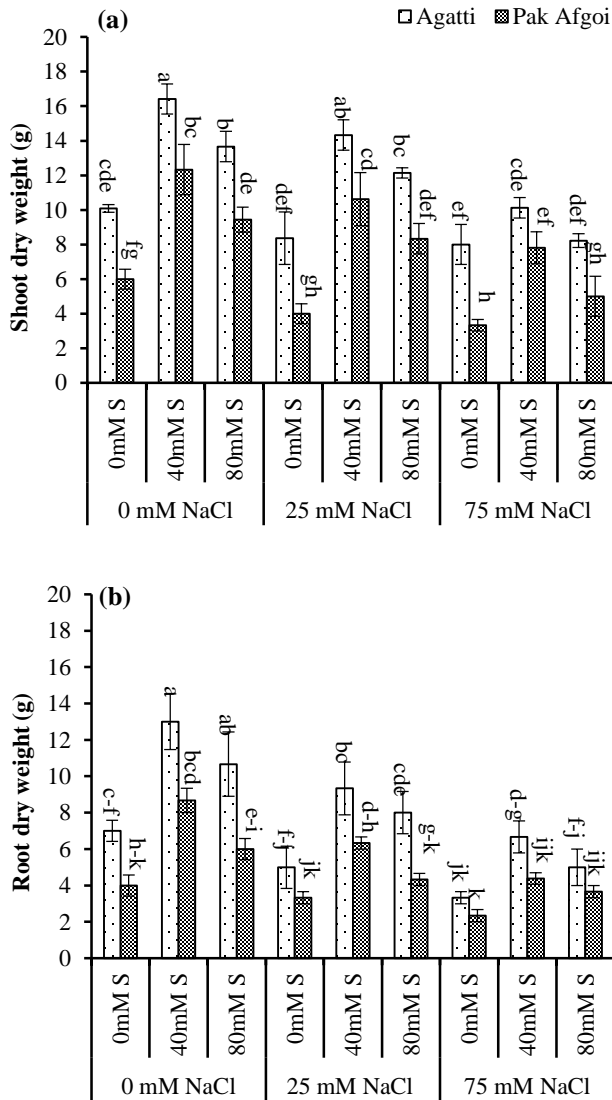 Agatti Pak Afgoi
(a)
Shoot dry weight (g)
20
18
16
14
12
10
8
6
4
2
0
cde
fg
a
bc
b
de
def
gh
ab
cd
bc
def
ef
h
cde
ef
def
gh
0mM S 40mM S 80mM S 0mM S 40mM S 80mM S 0mM S 40mM S 80mM S
0 mM NaCl 25 mM NaCl 75 mM NaCl
(b)
Root dry weight (g)
20
18
16
14
12
10
8
6
4
2
0
c-f
h-k
a
bcd
ab
e-i
f-j
jk
bc
d-h
cde
g-k
jk
k
d-g
ijk
f-j
ijk
0mM S 40mM S 80mM S 0mM S 40mM S 80mM S 0mM S 40mM S 80mM S
0 mM NaCl 25 mM NaCl 75 mM NaCl